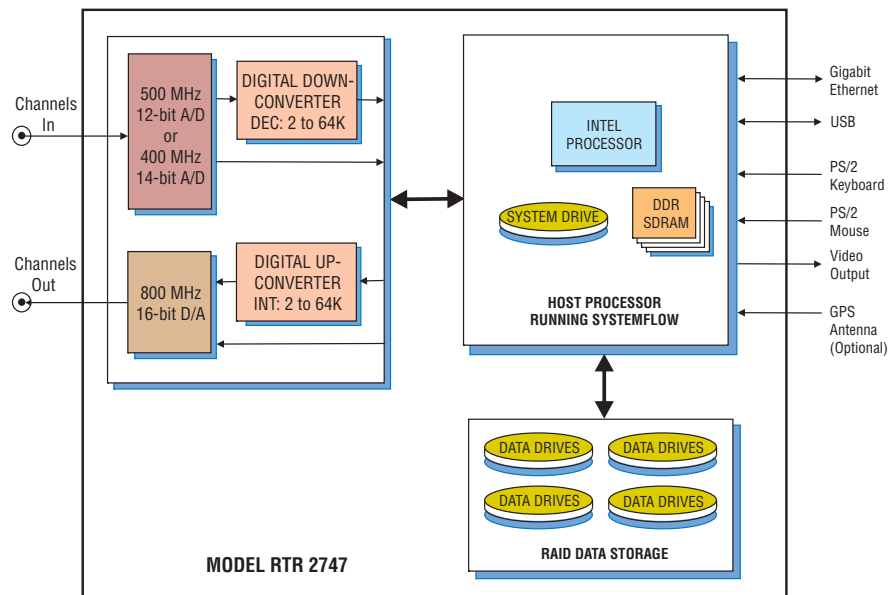 Channels
In
500 MHz
12-bit A/D
or
400 MHz
14-bit A/D
DIGITAL DOWN-
CONVERTER
DEC: 2 to 64K
Channels
Out
800 MHz
16-bit D/A
DIGITAL UP-
CONVERTER
INT: 2 to 64K
INTEL
PROCESSOR
SYSTEM DRIVE
DDR
SDRAM
HOST PROCESSOR
RUNNING SYSTEMFLOW
Gigabit
Ethernet
USB
PS/2
Keyboard
PS/2
Mouse
Video
Output
GPS
Antenna
(Optional)
DATA DRIVES
DATA DRIVES
DATA DRIVES
DATA DRIVES
RAID DATA STORAGE
MODEL RTR 2747